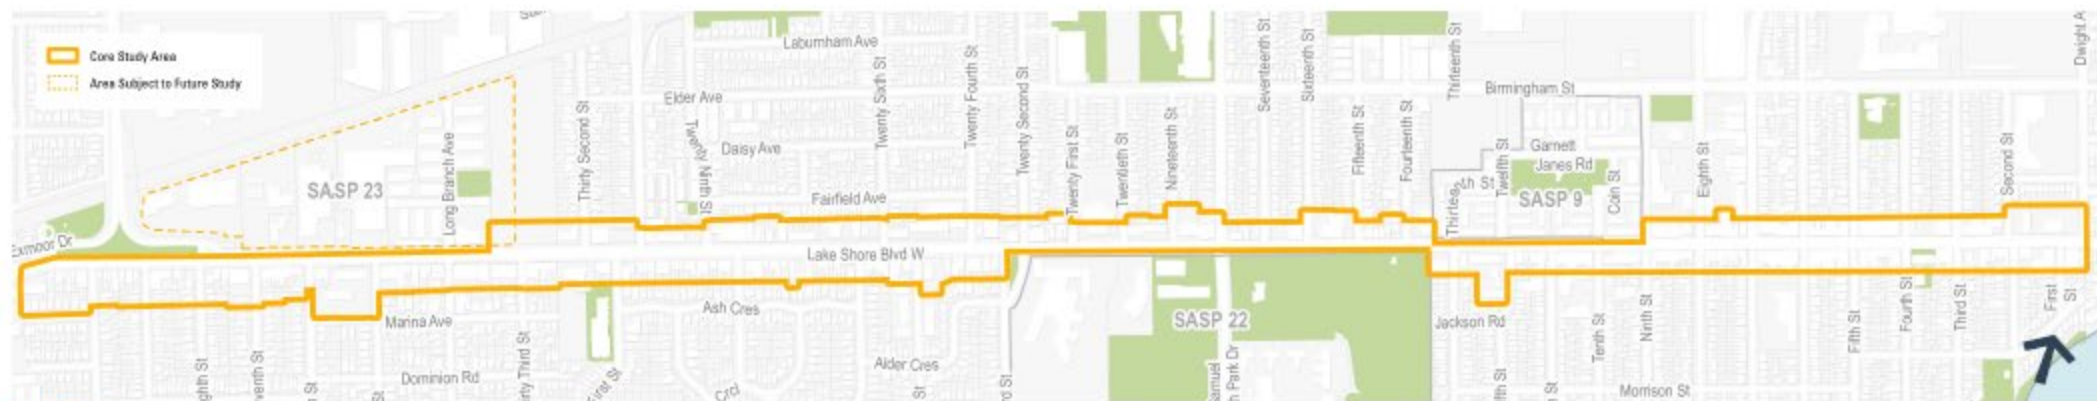 Core Study Area
Area Subject to Future Study
Laburnham Ave
Elder Ave
Birmingham St
Thirty Second St
Twenty Ninth St
Twenty Sixth St
Twenty Fourth St
Twenty Second St
Twenty First St
Twentieth St
Nineteenth St
Seventeenth St
Sixteenth St
Fifteenth St
Fourteenth St
Thirteenth St
Twelfth St
Garnett
Janes Rd
Coin St
Eighth St
Second St
Long Branch Ave
Daisy Ave
SASP 23
SASP 9
Fairfield Ave
Exmoor Dr
Lake Shore Blvd W
Marina Ave
Ash Cres
SASP 22
Jackson Rd
Tenth St
Ninth St
Fifth St
Fourth St
Third St
First St
Dominion Rd
Alder Cres
Park Dr
Morrison St